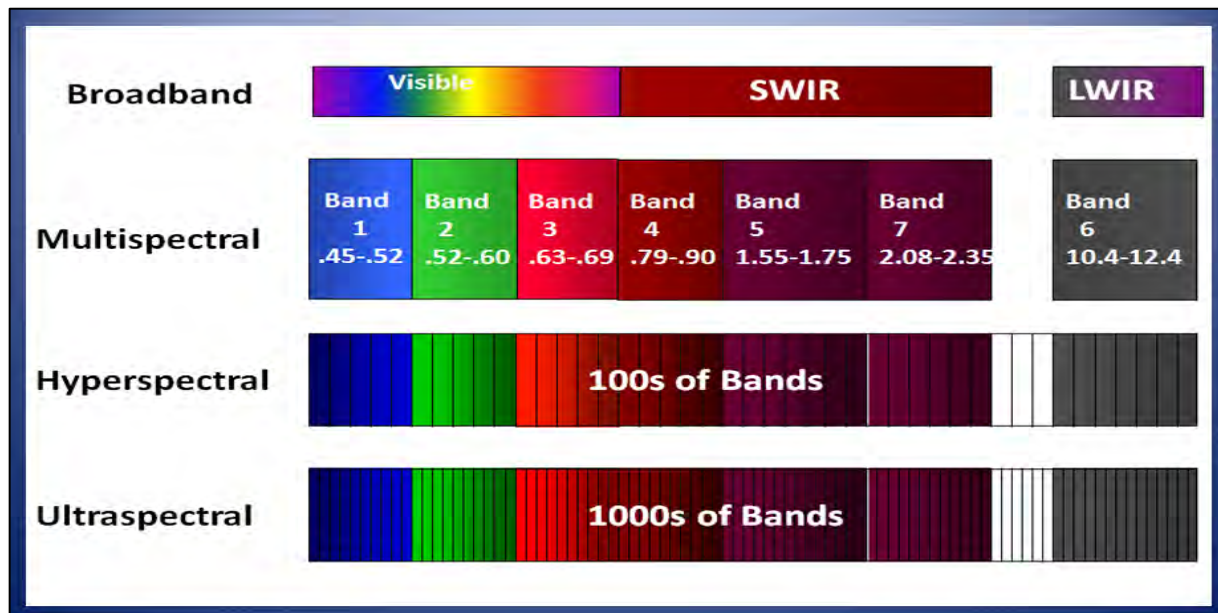 Broadband
Visible
SWIR
LWIR
Multispectral
Band
1
.45-.52
Band
2
.52-.60
Band
3
.63-.69
Band
4
.79-.90
Band
5
1.55-1.75
Band
7
2.08-2.35
Band
6
10.4-12.4
Hyperspectral
100s of Bands
Ultraspectral
1000s of Bands